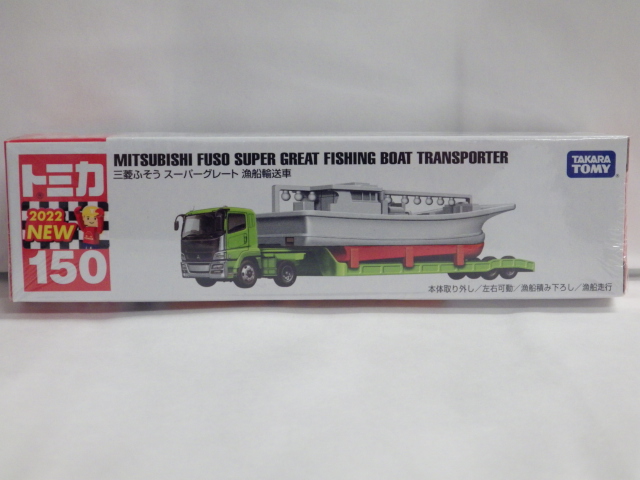 トミカ
2022
NEW
150
MITSUBISHI FUSO SUPER GREAT FISHING BOAT TRANSPORTER
三菱ふそう スーパーグレート 漁船輸送車
TAKARA
TOMY
本体取り外し／左右可動／漁船積み下ろし／漁船走行